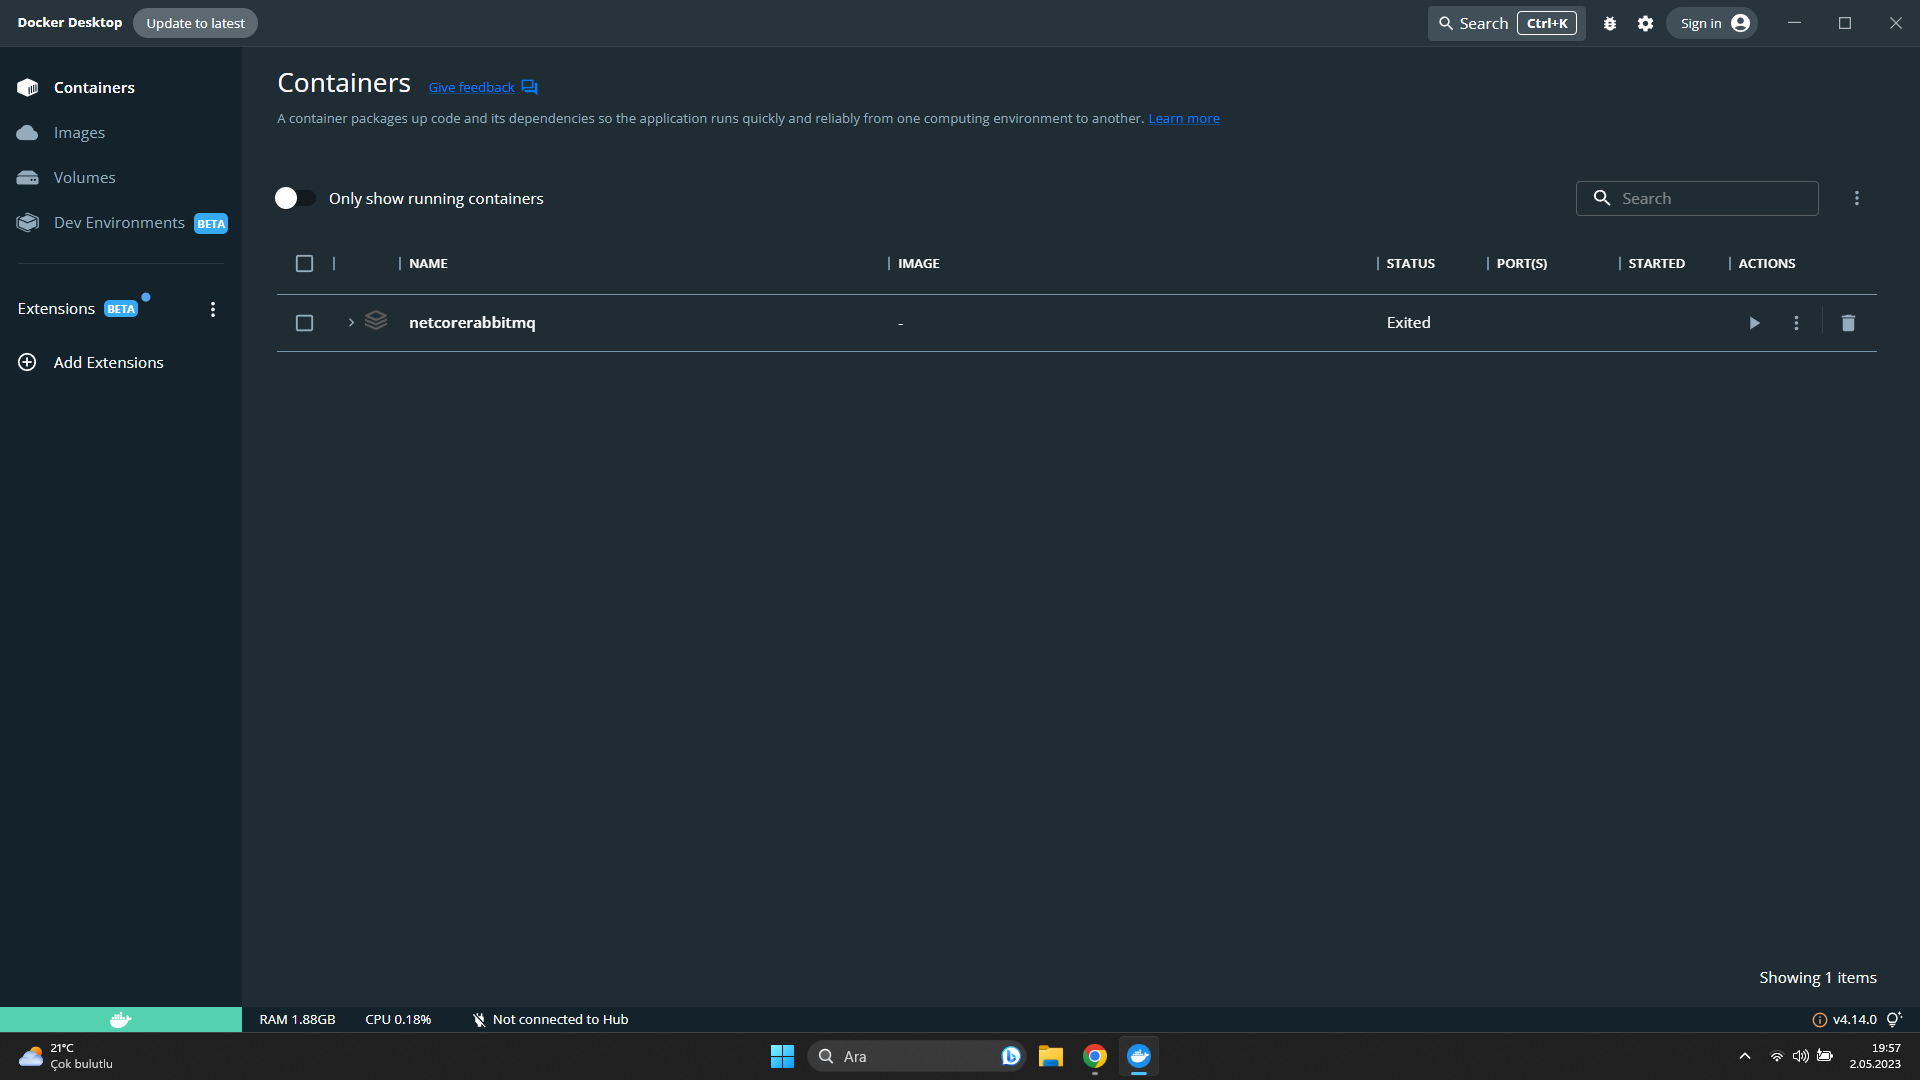 Docker Desktop Update to latest Search Ctrl+K Sign in
Containers
Images
Volumes
Dev Environments BETA
Extensions BETA
Add Extensions
Containers Give feedback
A container packages up code and its dependencies so the application runs quickly and reliably from one computing environment to another. Learn more
Only show running containers Search
NAME IMAGE STATUS PORT(S) STARTED ACTIONS
netcorerabbitmq - Exited
Showing 1 items
RAM 1.88GB CPU 0.18% Not connected to Hub v4.14.0
21°C
Çok bulutlu
Ara
19:57
2.05.2023